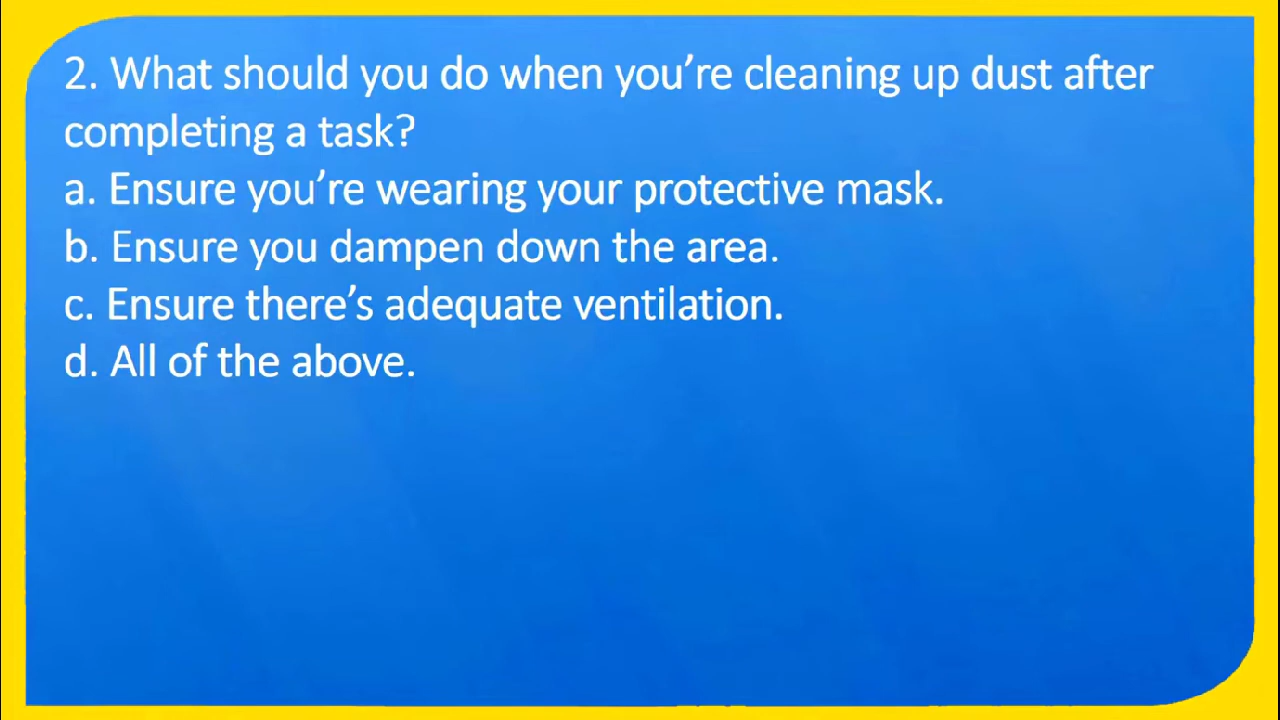 2. What should you do when you’re cleaning up dust after
completing a task?
a. Ensure you’re wearing your protective mask.
b. Ensure you dampen down the area.
c. Ensure there’s adequate ventilation.
d. All of the above.